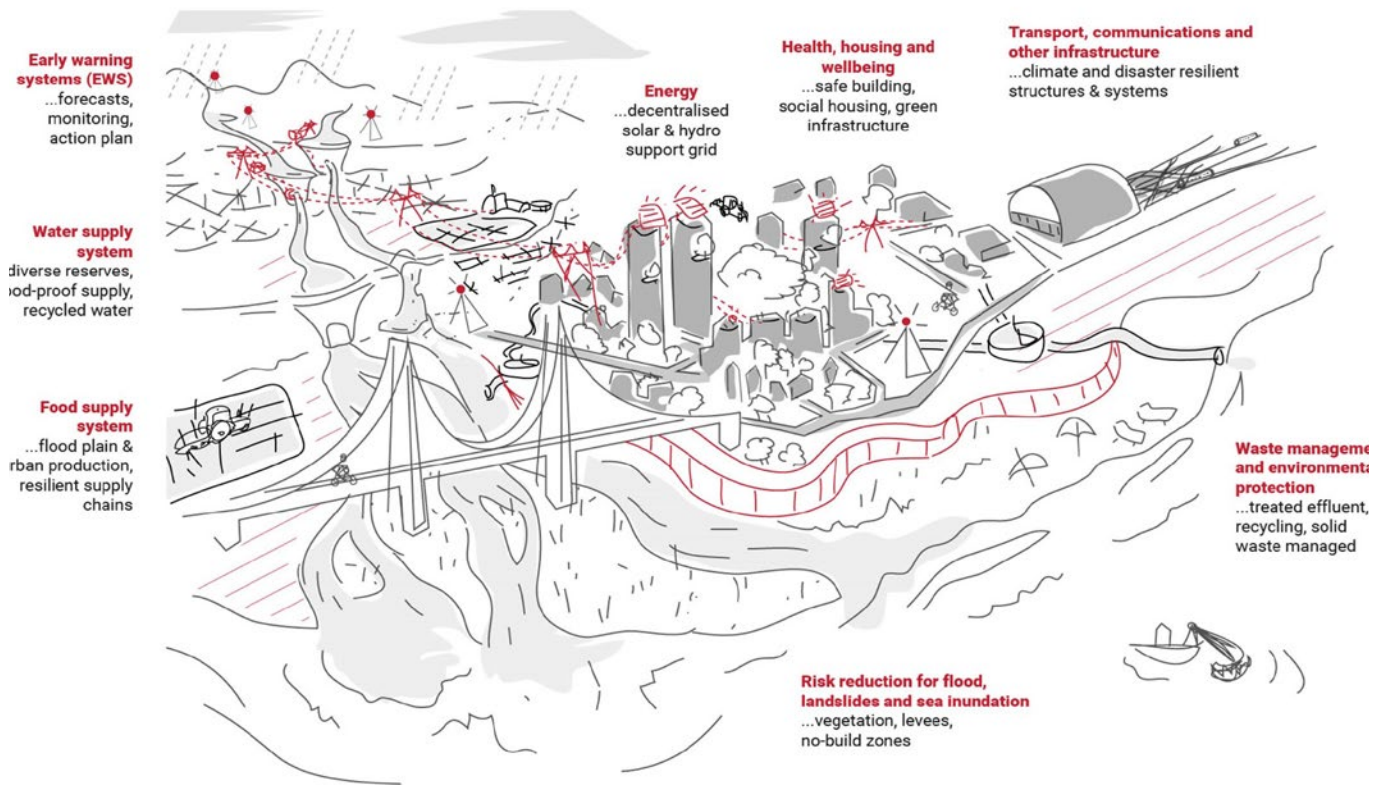 Early warning
systems (EWS)
...forecasts,
monitoring,
action plan
Water supply
system
diverse reserves,
supply,
recycled water
Food supply
system
...flood plain &
production,
resilient supply
chains
Energy
...decentralised
solar & hydro
support grid
Health, housing and
wellbeing
...safe building,
social housing, green
infrastructure
Transport, communications and
other infrastructure
...climate and disaster resilient
structures & systems
Waste
and
protection
...treated effluent,
recycling, solid
waste managed
Risk reduction for flood,
landslides and sea inundation
...vegetation, levees,
no-build zones